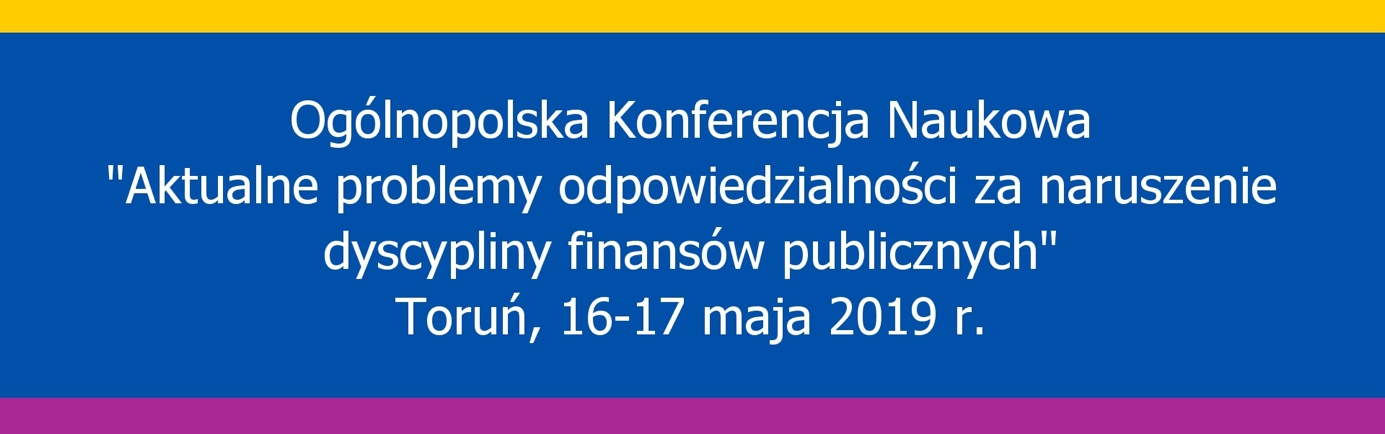 Ogólnopolska Konferencja Naukowa
"Aktualne problemy odpowiedzialności za naruszenie
dyscypliny finansów publicznych"
Toruń, 16-17 maja 2019 r.